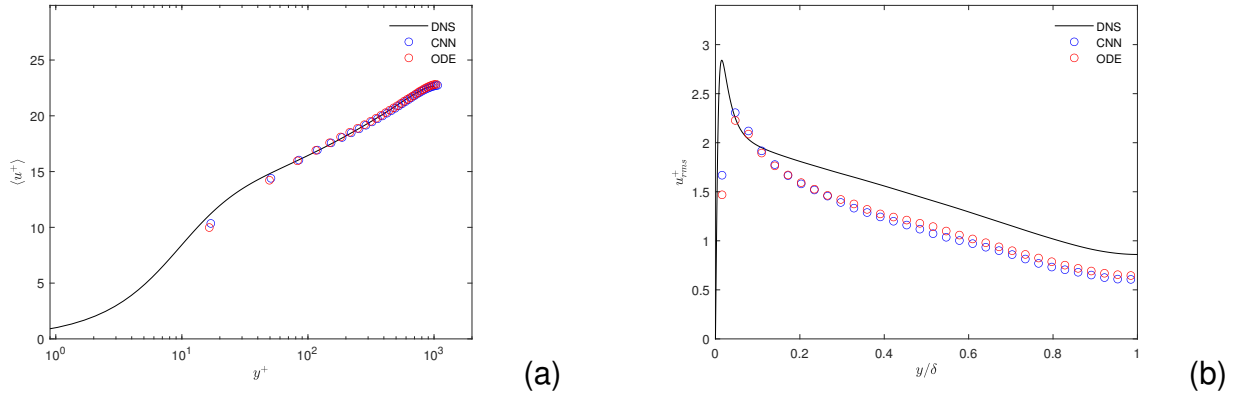 DNS
CNN
ODE
25
20
15
10
5
0
⟨u⁺⟩
10⁰ 10¹ 10² 10³
y⁺
(a)
DNS
CNN
ODE
3
2.5
2
1.5
1
0.5
0
u⁺rms
0 0.2 0.4 0.6 0.8 1
y/δ
(b)